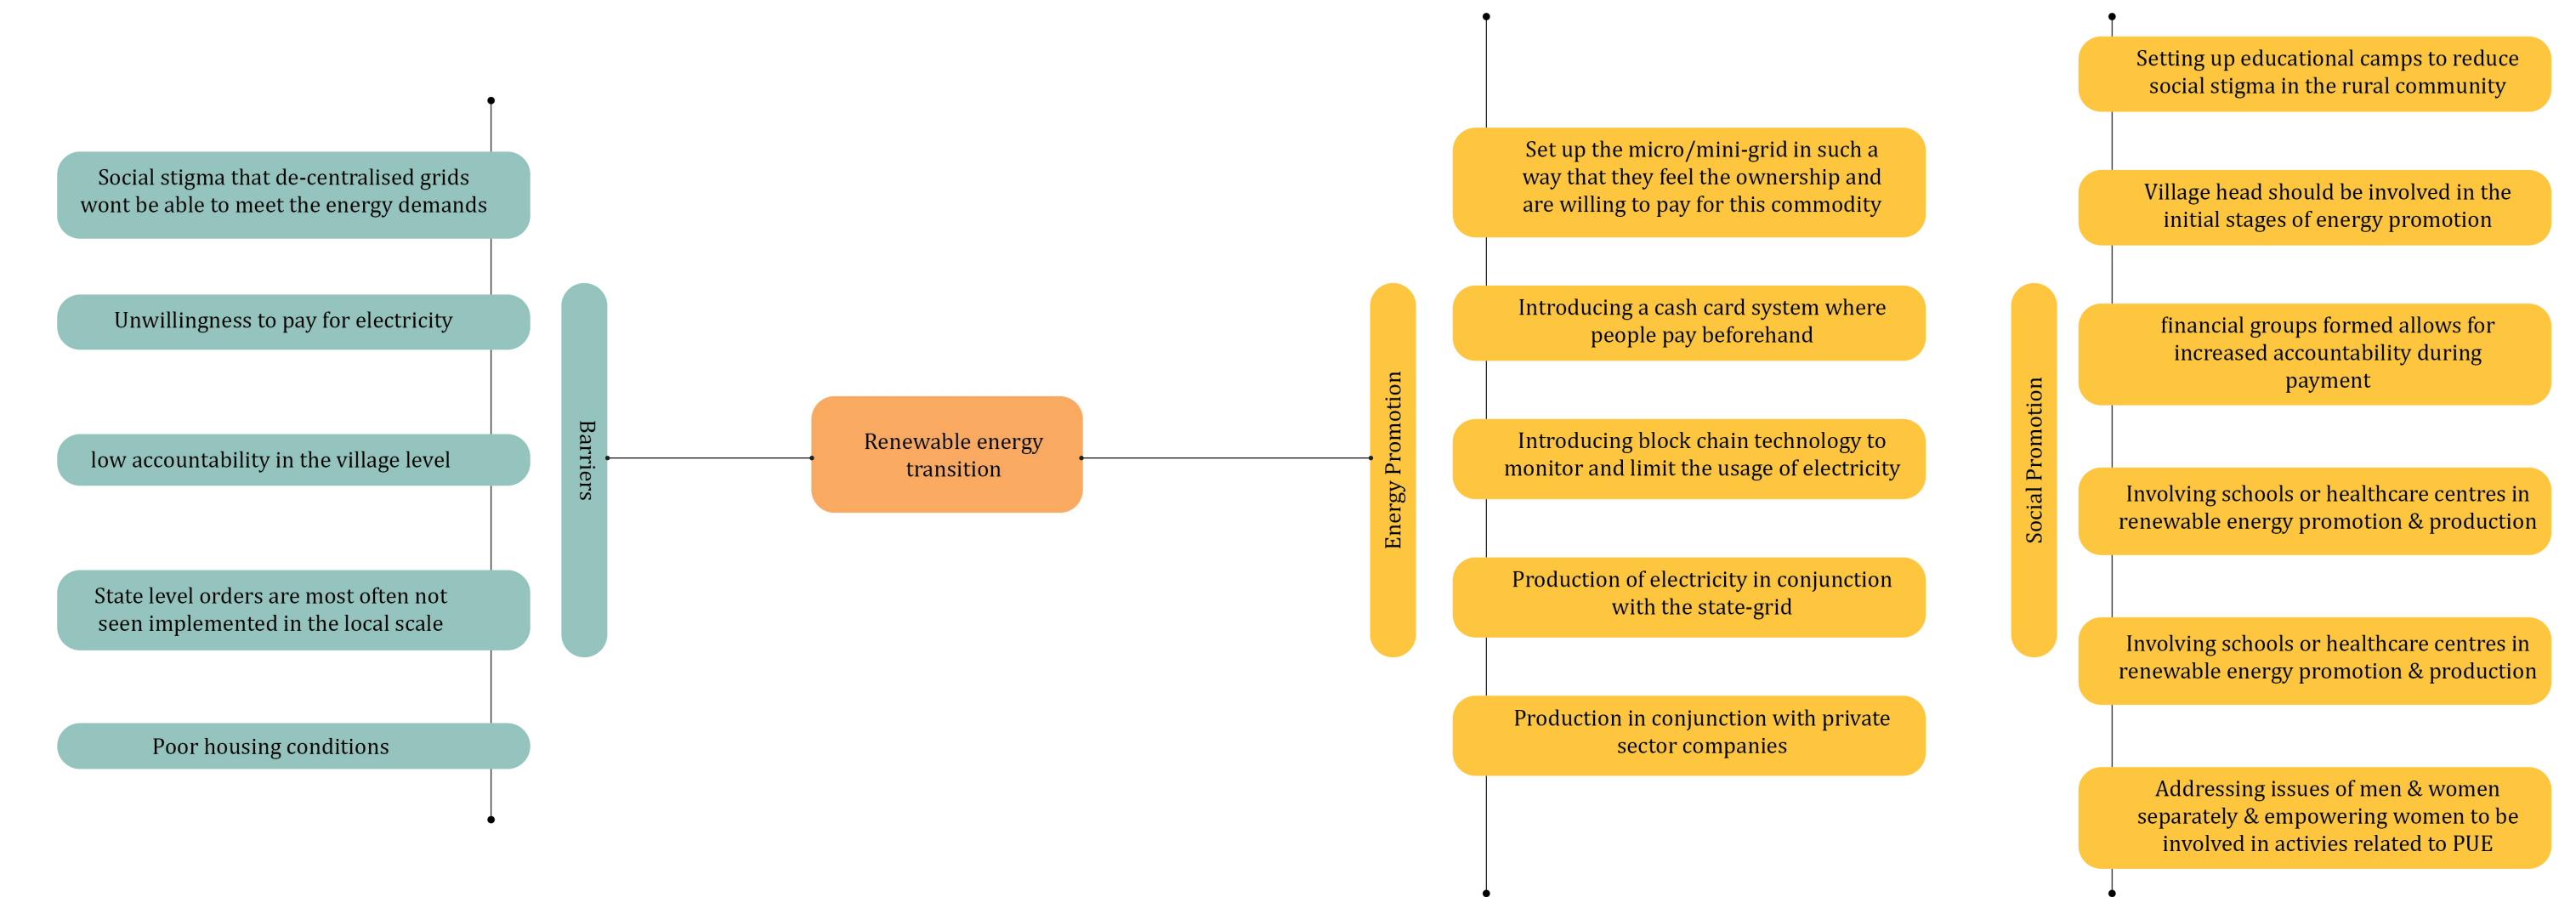 Social stigma that de-centralised grids
wont be able to meet the energy demands
Unwillingness to pay for electricity
low accountability in the village level
State level orders are most often not
seen implemented in the local scale
Poor housing conditions
Barriers
Renewable energy
transition
Energy Promotion
Set up the micro/mini-grid in such a
way that they feel the ownership and
are willing to pay for this commodity
Introducing a cash card system where
people pay beforehand
Introducing block chain technology to
monitor and limit the usage of electricity
Production of electricity in conjunction
with the state-grid
Production in conjunction with private
sector companies
Social Promotion
Setting up educational camps to reduce
social stigma in the rural community
Village head should be involved in the
initial stages of energy promotion
financial groups formed allows for
increased accountability during
payment
Involving schools or healthcare centres in
renewable energy promotion & production
Involving schools or healthcare centres in
renewable energy promotion & production
Addressing issues of men & women
separately & empowering women to be
involved in activies related to PUE